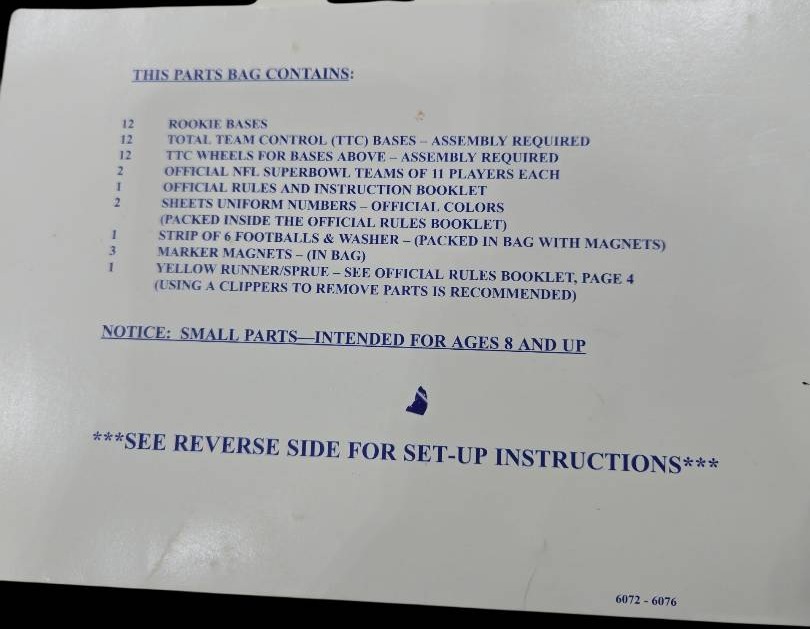 THIS PARTS BAG CONTAINS:
12 ROOKIE BASES
12 TOTAL TEAM CONTROL (TTC) BASES – ASSEMBLY REQUIRED
12 TTC WHEELS FOR BASES ABOVE – ASSEMBLY REQUIRED
2 OFFICIAL NFL SUPERBOWL TEAMS OF 11 PLAYERS EACH
1 OFFICIAL RULES AND INSTRUCTION BOOKLET
2 SHEETS UNIFORM NUMBERS – OFFICIAL COLORS
(PACKED INSIDE THE OFFICIAL RULES BOOKLET)
1 STRIP OF 6 FOOTBALLS & WASHER – (PACKED IN BAG WITH MAGNETS)
3 MARKER MAGNETS – (IN BAG)
1 YELLOW RUNNER/SPRUE – SEE OFFICIAL RULES BOOKLET, PAGE 4
(USING A CLIPPERS TO REMOVE PARTS IS RECOMMENDED)
NOTICE: SMALL PARTS—INTENDED FOR AGES 8 AND UP
***SEE REVERSE SIDE FOR SET-UP INSTRUCTIONS***
6072 - 6076